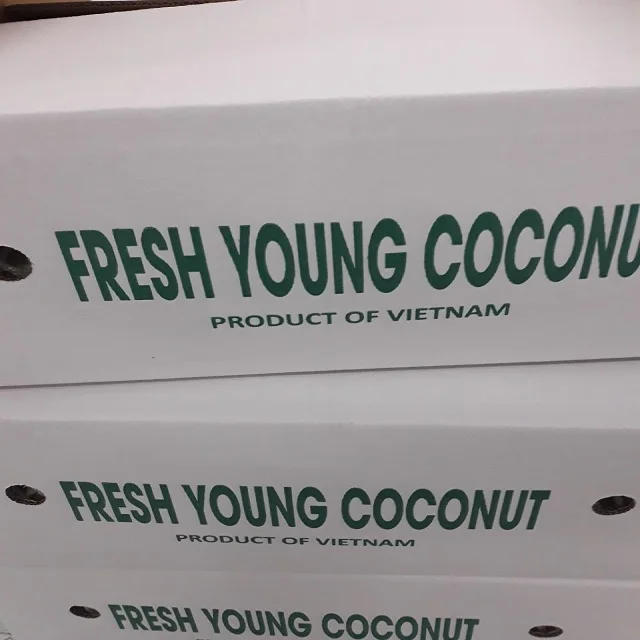 FRESH YOUNG COCONU
PRODUCT OF VIETNAM
FRESH YOUNG COCONUT
PRODUCT OF VIETNAM
FRESH YOUNG COCONUT